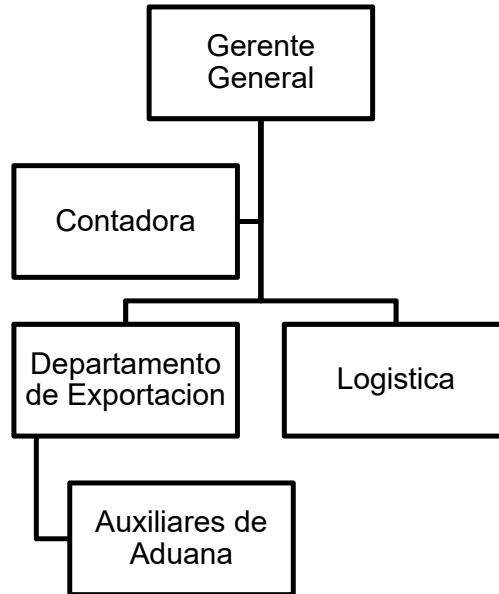 Gerente
General
Contadora
Departamento
de Exportacion
Logistica
Auxiliares de
Aduana